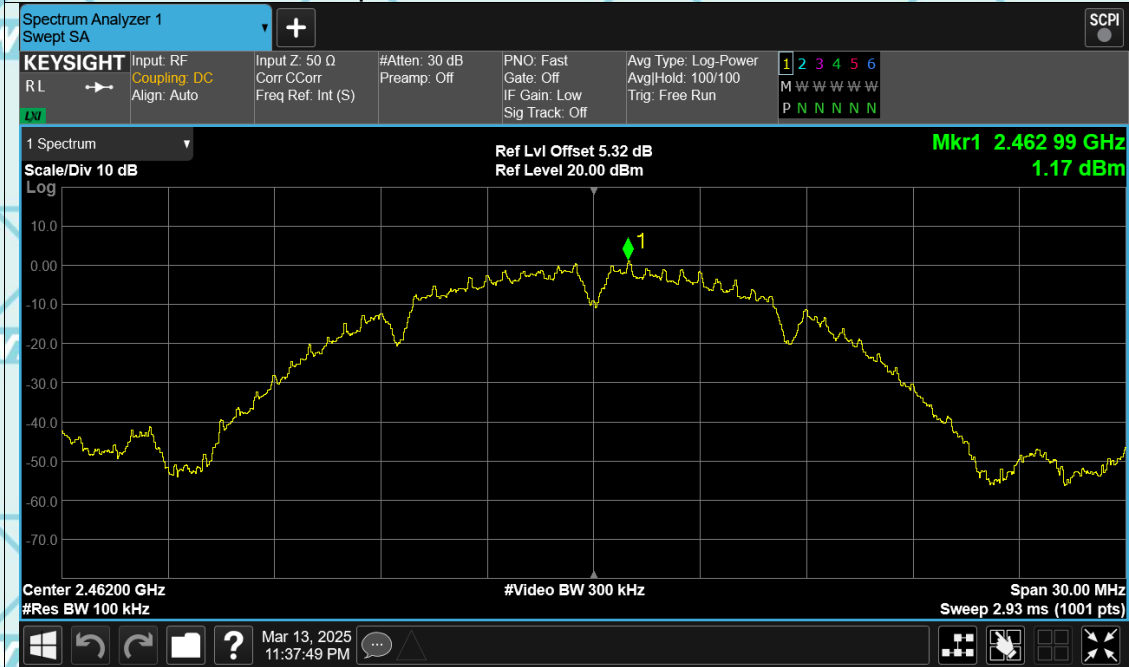 Spectrum Analyzer 1
Swept SA
+
SCPI
KEYSIGHT
R L
LXI
Input: RF
Coupling: DC
Align: Auto
Input Z: 50 Ω
Corr CCorr
Freq Ref: Int (S)
#Atten: 30 dB
Preamp: Off
PNO: Fast
Gate: Off
IF Gain: Low
Sig Track: Off
Avg Type: Log-Power
Avg|Hold: 100/100
Trig: Free Run
1 2 3 4 5 6
M W W W W W
P N N N N N
1 Spectrum
Scale/Div 10 dB
Log
Ref Lvl Offset 5.32 dB
Ref Level 20.00 dBm
Mkr1 2.462 99 GHz
1.17 dBm
1
10.0
0.00
-10.0
-20.0
-30.0
-40.0
-50.0
-60.0
-70.0
Center 2.46200 GHz
#Res BW 100 kHz
#Video BW 300 kHz
Span 30.00 MHz
Sweep 2.93 ms (1001 pts)
?
Mar 13, 2025
11:37:49 PM